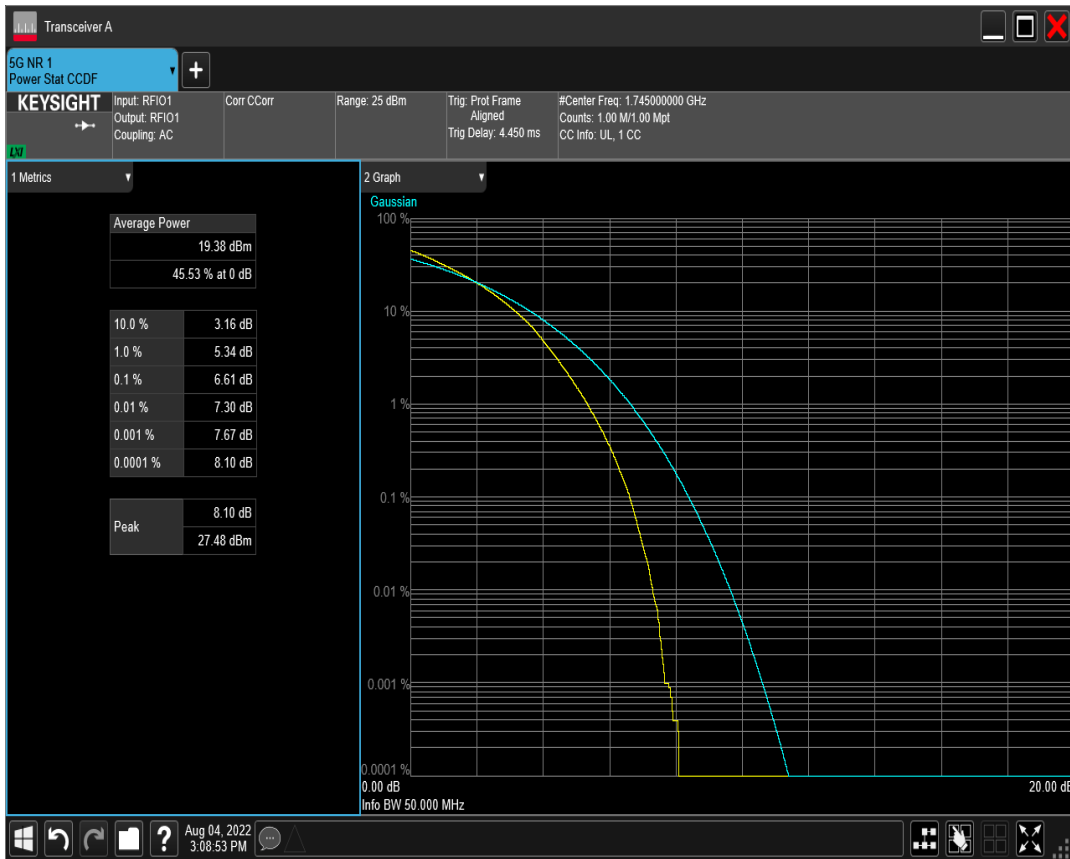 Transceiver A
5G NR 1
Power Stat CCDF
+
KEYSIGHT
LXI
Input: RFIO1
Output: RFIO1
Coupling: AC
Corr CCorr
Range: 25 dBm
Trig: Prot Frame
Aligned
Trig Delay: 4.450 ms
#Center Freq: 1.745000000 GHz
Counts: 1.00 M/1.00 Mpt
CC Info: UL, 1 CC
1 Metrics
Average Power
19.38 dBm
45.53 % at 0 dB
10.0 % 3.16 dB
1.0 % 5.34 dB
0.1 % 6.61 dB
0.01 % 7.30 dB
0.001 % 7.67 dB
0.0001 % 8.10 dB
Peak 8.10 dB
27.48 dBm
2 Graph
Gaussian
100 %
10 %
1 %
0.1 %
0.01 %
0.001 %
0.0001 %
0.00 dB 20.00 dB
Info BW 50.000 MHz
? Aug 04, 2022
3:08:53 PM